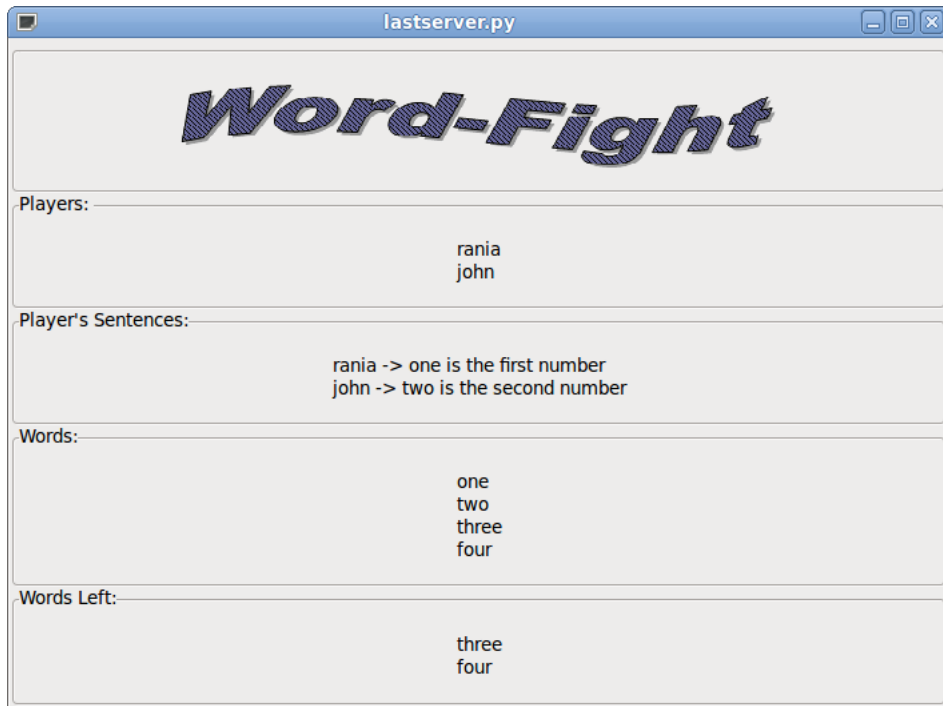 lastserver.py
Word-Fight
Players:
rania
john
Player's Sentences:
rania -> one is the first number
john -> two is the second number
Words:
one
two
three
four
Words Left:
three
four